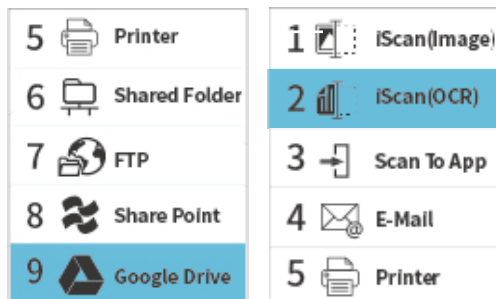 5 Printer
6 Shared Folder
7 FTP
8 Share Point
9 Google Drive
1 iScan(Image)
2 iScan(OCR)
3 Scan To App
4 E-Mail
5 Printer